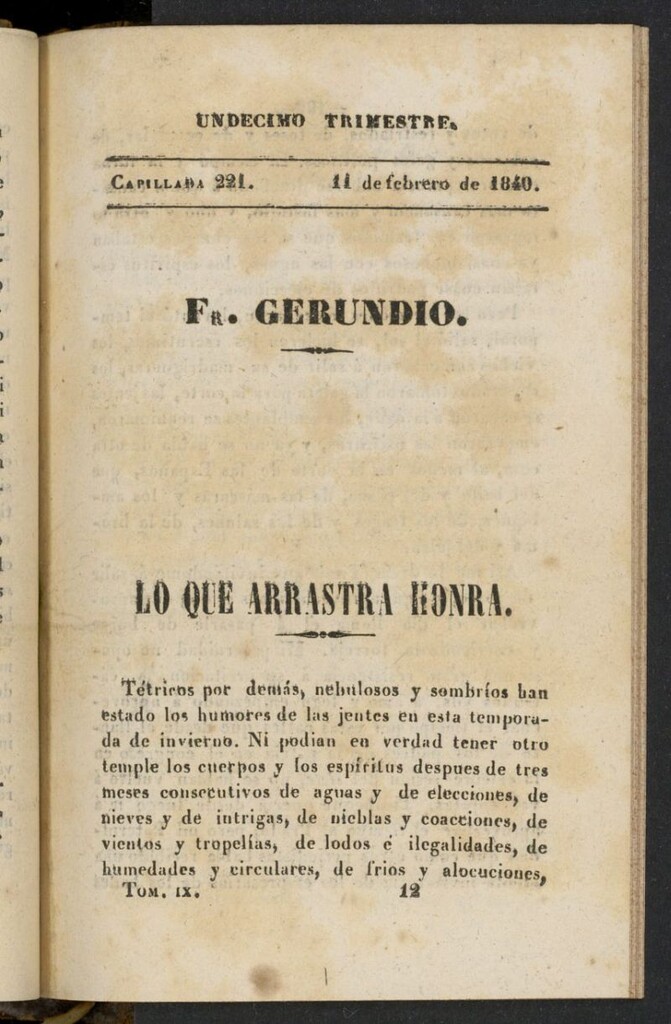 UNDECIMO TRIMESTRE.
CAPILLADA 221. 11 de febrero de 1840.
FR. GERUNDIO.
LO QUE ARRASTRA HONRA.
Tétricos por demás, nebulosos y sombríos han
estado los humores de las jentes en esta tempora-
da de invierno. Ni podian en verdad tener otro
temple los cuerpos y los espíritus despues de tres
meses consecutivos de aguas y de elecciones, de
nieves y de intrigas, de nieblas y coacciones, de
vientos y tropelías, de lodos é ilegalidades, de
humedades y circulares, de frios y alocuciones,
TOM. IX. 12